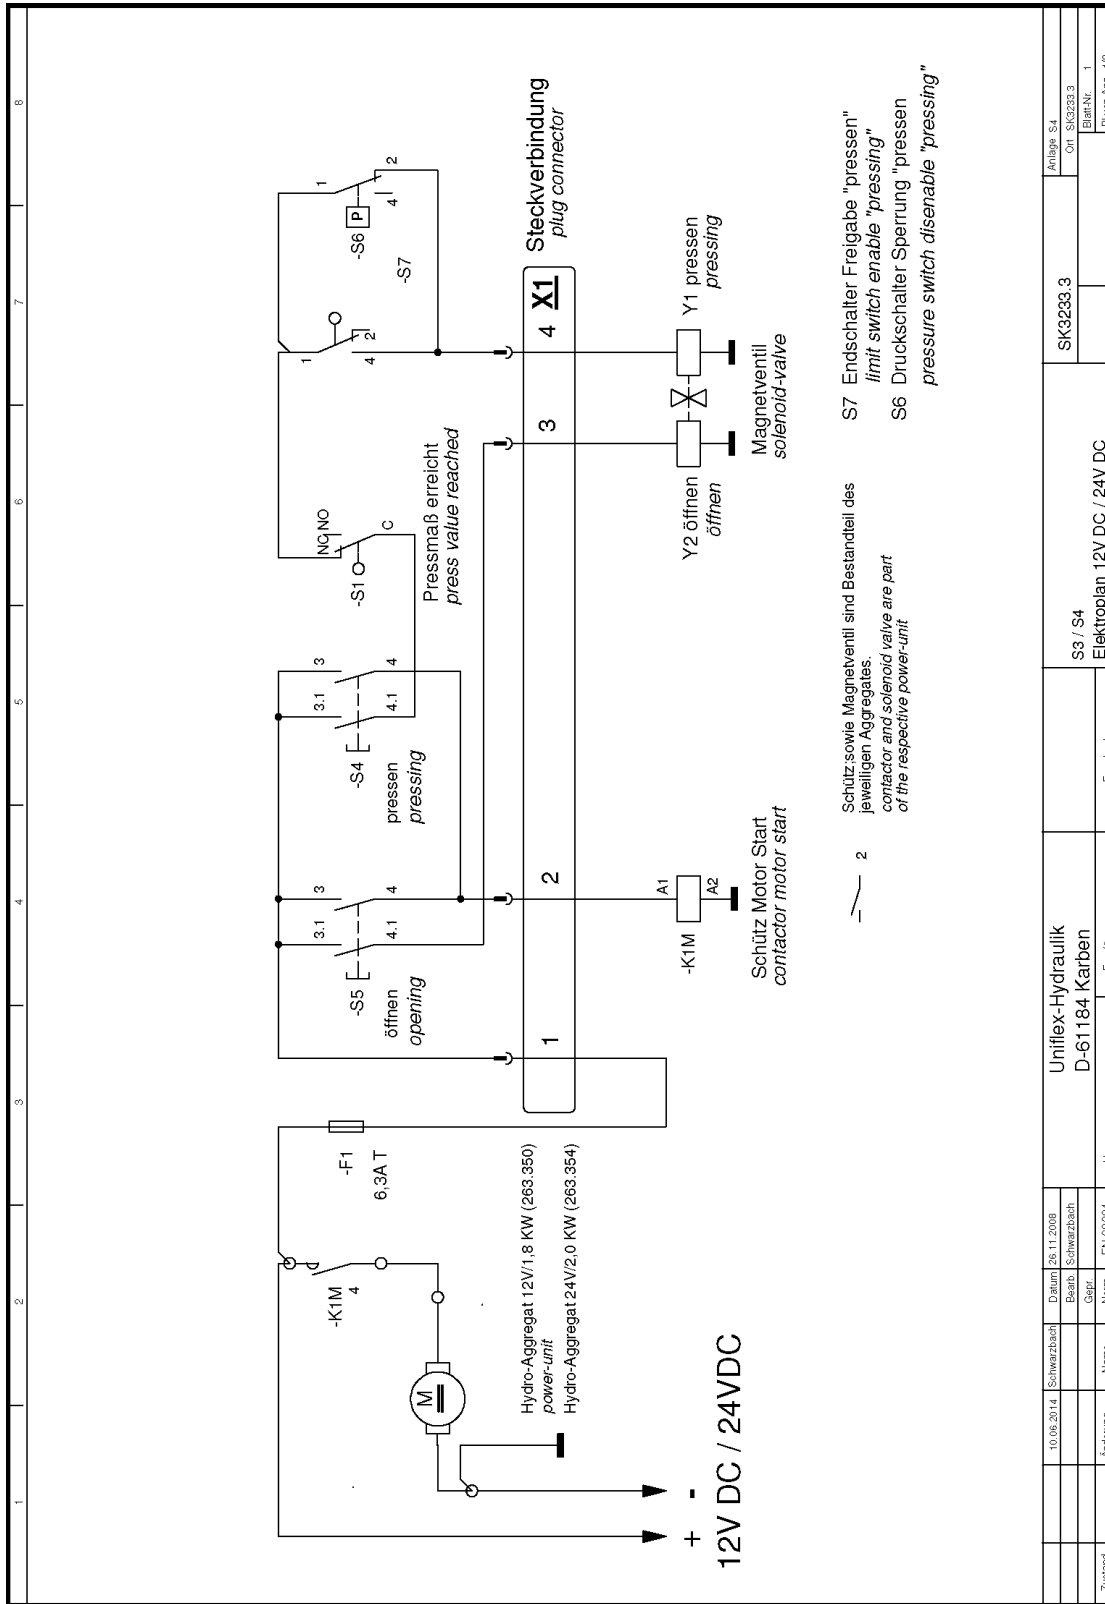 1
2
3
4
5
6
7
8
-K1M
4
-F1
6,3A T
-S5
öffnen
opening
3.1
3
4.1
4
-S4
pressen
pressing
3.1
3
4.1
4
-S1
NC
NO
C
Pressmaß erreicht
press value reached
1
4
2
-S7
-S6
P
1
4
2
Steckverbindung
plug connector
1
2
3
4
X1
M
Hydro-Aggregat 12V/1,8 KW (263.350)
power-unit
Hydro-Aggregat 24V/2,0 KW (263.354)
+
-
12V DC / 24VDC
-K1M
A1
A2
Schütz Motor Start
contactor motor start
Y2 öffnen
öffnen
Y1 pressen
pressing
Magnetventil
solenoid-valve
2
Schütz;sowie Magnetventil sind Bestandteil des
jeweiligen Aggregates.
contactor and solenoid valve are part
of the respective power-unit
S7 Endschalter Freigabe "pressen"
limit switch enable "pressing"
S6 Druckschalter Sperrung "pressen
pressure switch disenable "pressing"
10.06.2014
Schwarzbach
Datum
26.11.2008
Bearb.
Schwarzbach
Gepr.
Uniflex-Hydraulik
D-61184 Karben
S3 / S4
Elektroplan 12V DC / 24V DC
SK3233.3
Anlage S4
Ort SK3233.3
Blatt-Nr. 1